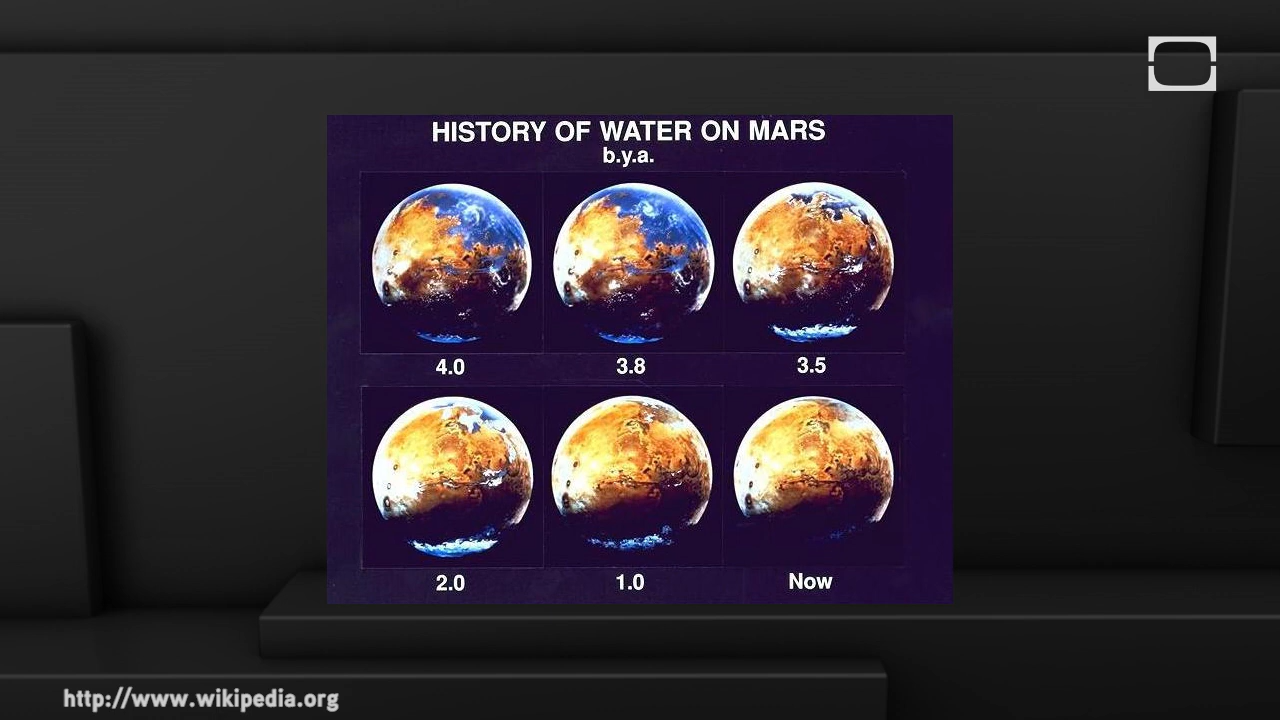 HISTORY OF WATER ON MARS
b.y.a.
4.0
3.8
3.5
2.0
1.0
Now
http://www.wikipedia.org